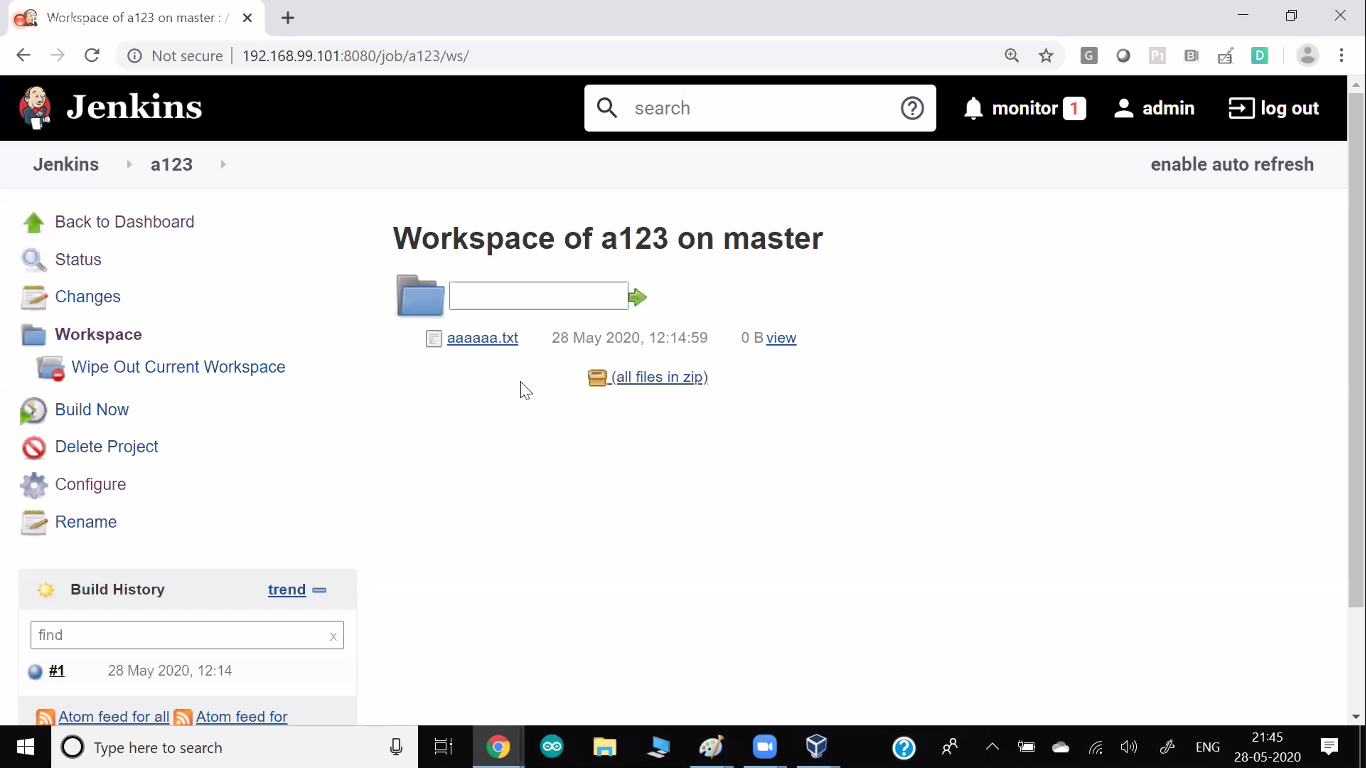 Workspace of a123 on master : /
Not secure | 192.168.99.101:8080/job/a123/ws/
G P1 D
Jenkins
search
monitor 1
admin
log out
Jenkins a123
enable auto refresh
Back to Dashboard
Status
Changes
Workspace
Wipe Out Current Workspace
Build Now
Delete Project
Configure
Rename
Workspace of a123 on master
aaaaaa.txt 28 May 2020, 12:14:59 0 B view
(all files in zip)
Build History trend
find x
#1 28 May 2020, 12:14
Atom feed for all Atom feed for
Type here to search
ENG
21:45
28-05-2020